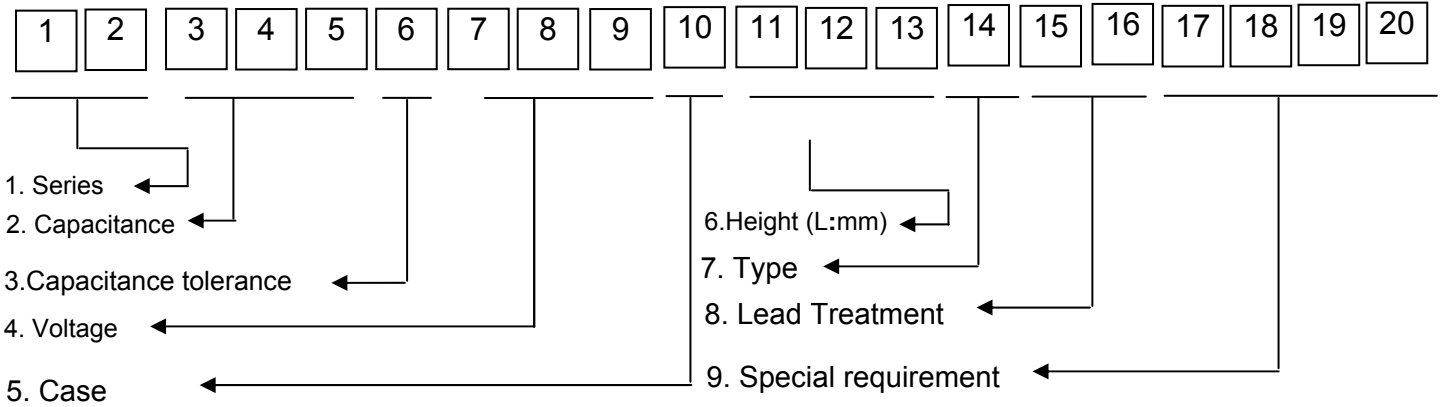 1 2 3 4 5 6 7 8 9 10 11 12 13 14 15 16 17 18 19 20
1. Series
2. Capacitance
3.Capacitance tolerance
4. Voltage
5. Case
6.Height (L:mm)
7. Type
8. Lead Treatment
9. Special requirement